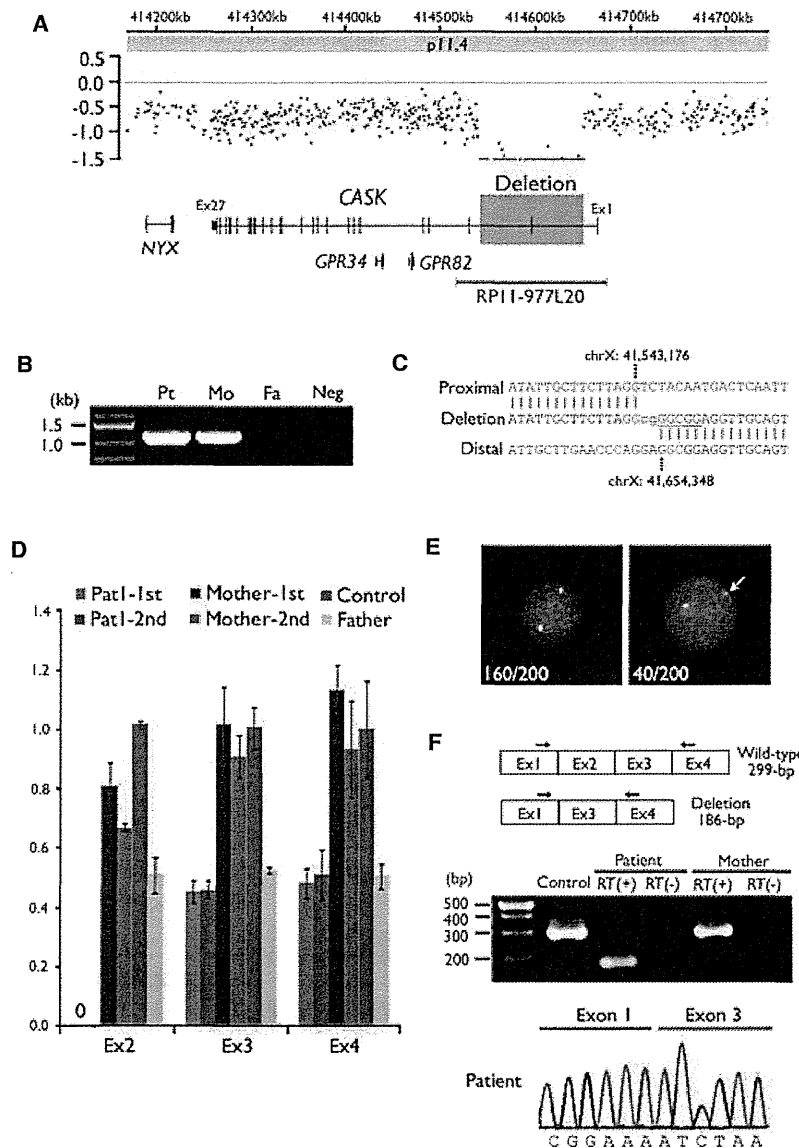 A
414200kb 414300kb 414400kb 414500kb 414600kb 414700kb 414700kb
p11.4
0.5
0.0
-0.5
-1.0
-1.5
Deletion
CASK
Ex27
Ex1
NYX
GPR34
GPR82
RP11-977L20
B
(kb)
Pt Mo Fa Neg
1.5
1.0
C
chrX: 41,543,176
Proximal ATATTGCTTCTTAGGTCTACAATGACTCAATT
Deletion ATATTGCTTCTTAGGcgGGCGGAGGTTGCAGT
Distal ATTGCTTGAACCCAGGAGGCGGAGGTTGCAGT
chrX: 41,654,348
D
Pat1-1st Mother-1st Control
Pat1-2nd Mother-2nd Father
1.4
1.2
1.0
0.8
0.6
0.4
0.2
0.0
0
Ex2 Ex3 Ex4
E
160/200
40/200
F
Ex1 Ex2 Ex3 Ex4
Wild-type
299-bp
Ex1 Ex3 Ex4
Deletion
186-bp
Patient Mother
(bp) Control RT(+) RT(-) RT(+) RT(-)
500
400
300
200
Exon 1 Exon 3
Patient
C G G A A A A T C T A A